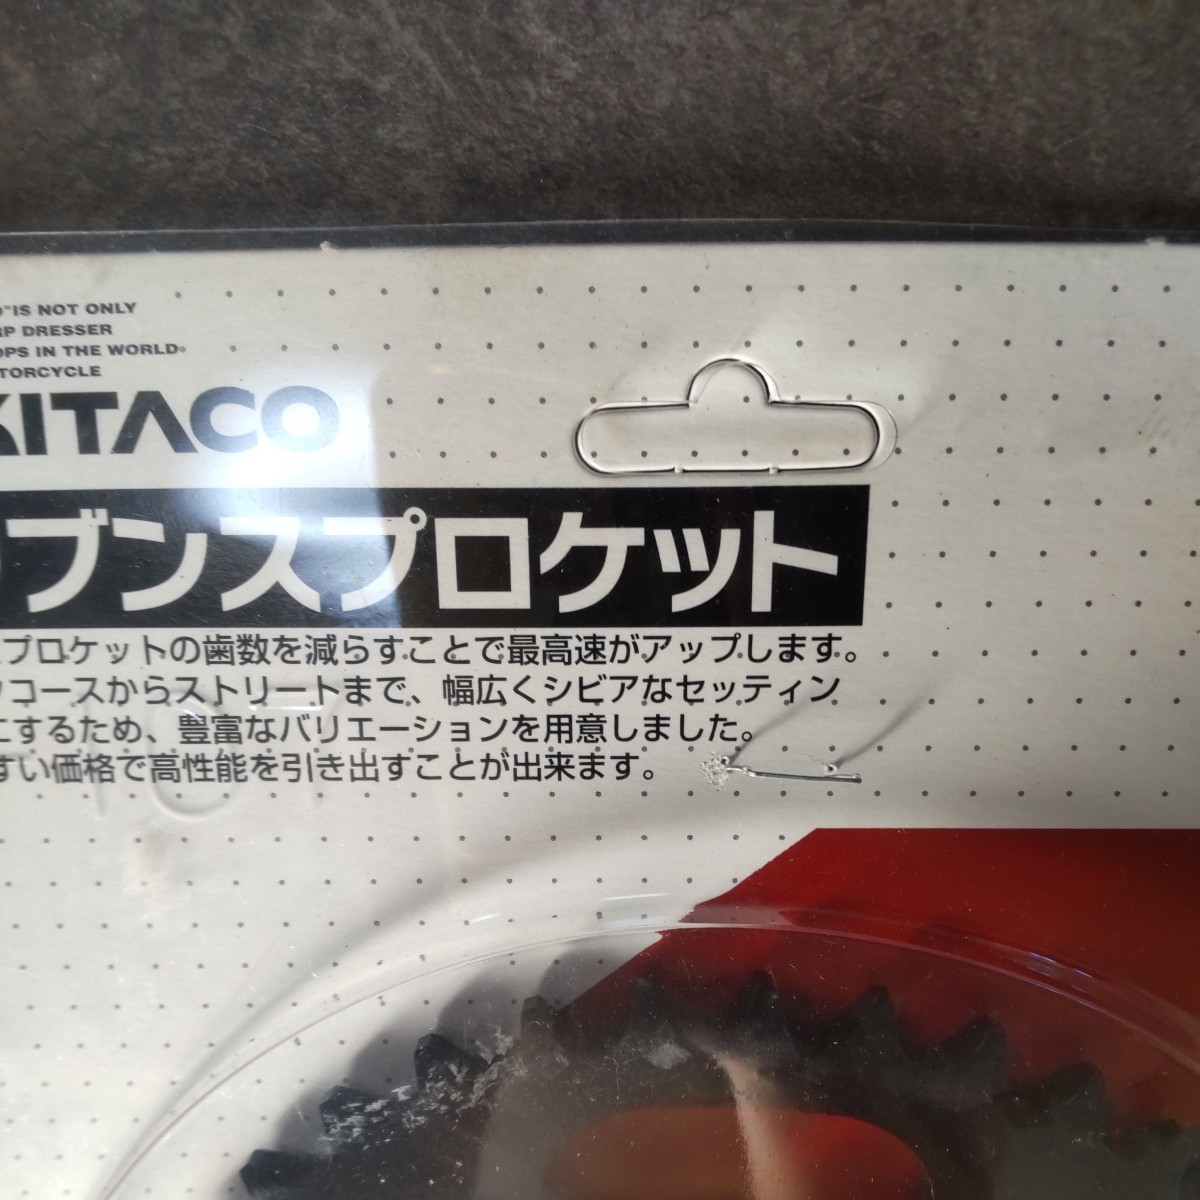 "IS NOT ONLY
DRESSER
IN THE WORLD.
KITACO
ブンスプロケット
プロケットの歯数を減らすことで最高速がアップします。
コースからストリートまで、幅広くシビアなセッティン
にするため、豊富なバリエーションを用意しました。
すい価格で高性能を引き出すことが出来ます。
107